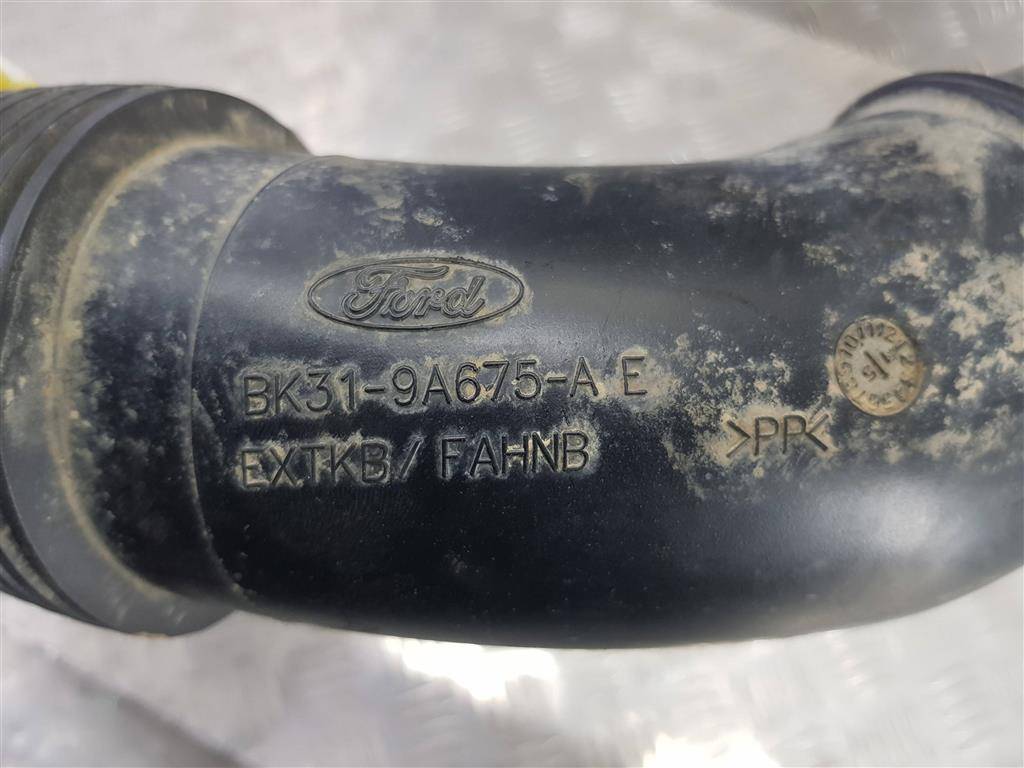 Ford
BK31-9A675-A E
EXTKB/ FAHNB
>PP<